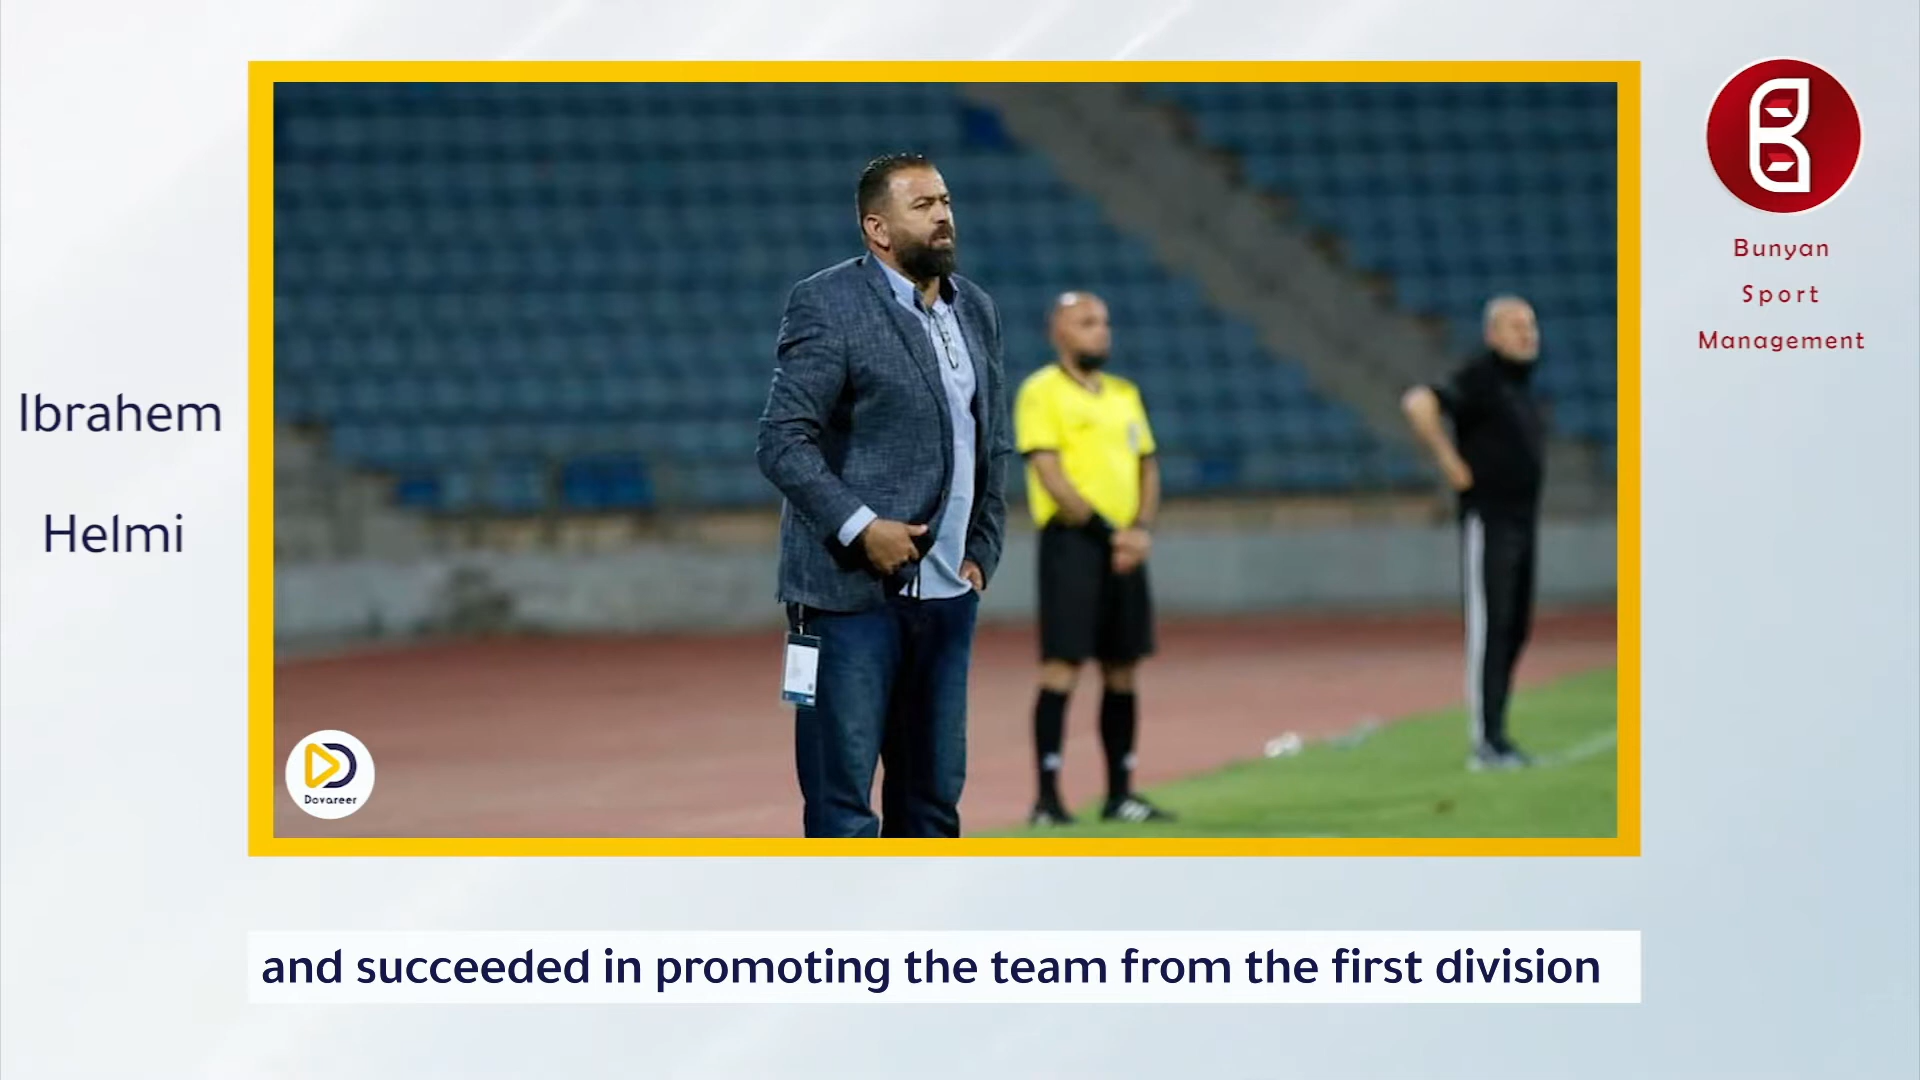 Ibrahem
Helmi
Bunyan
Sport
Management
Dovareer
and succeeded in promoting the team from the first division